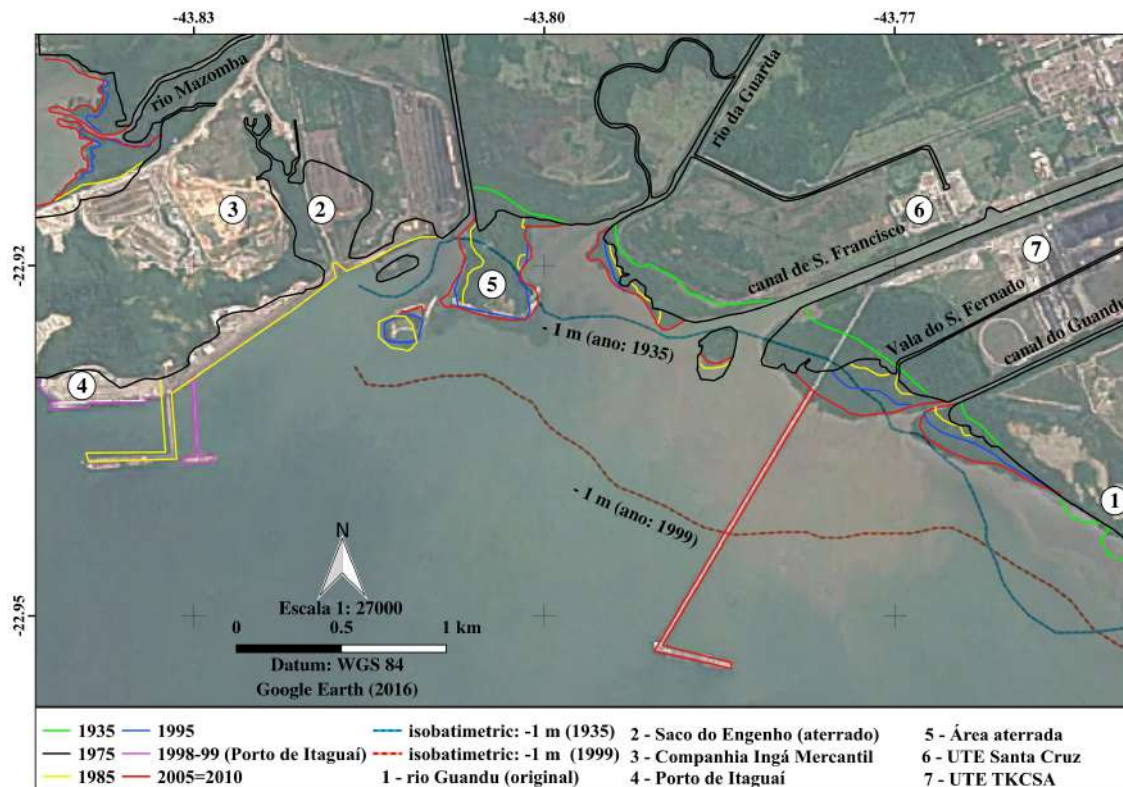 -43.83 -43.80 -43.77
rio Mazomba
rio da Guarda
3
2
6
canal de S. Francisco
7
-22.92
5
Vala do S. Fernado
canal do Guandu
- 1 m (ano: 1935)
4
- 1 m (ano: 1999)
1
N
-22.95
Escala 1: 27000
0 0.5 1 km
Datum: WGS 84
Google Earth (2016)
1935 1995 isobatimetric: -1 m (1935) 2 - Saco do Engenho (aterrado) 5 - Área aterrada
1975 1998-99 (Porto de Itaguaí) isobatimetric: -1 m (1999) 3 - Companhia Ingá Mercantil 6 - UTE Santa Cruz
1985 2005=2010 1 - rio Guandu (original) 4 - Porto de Itaguaí 7 - UTE TKCSA